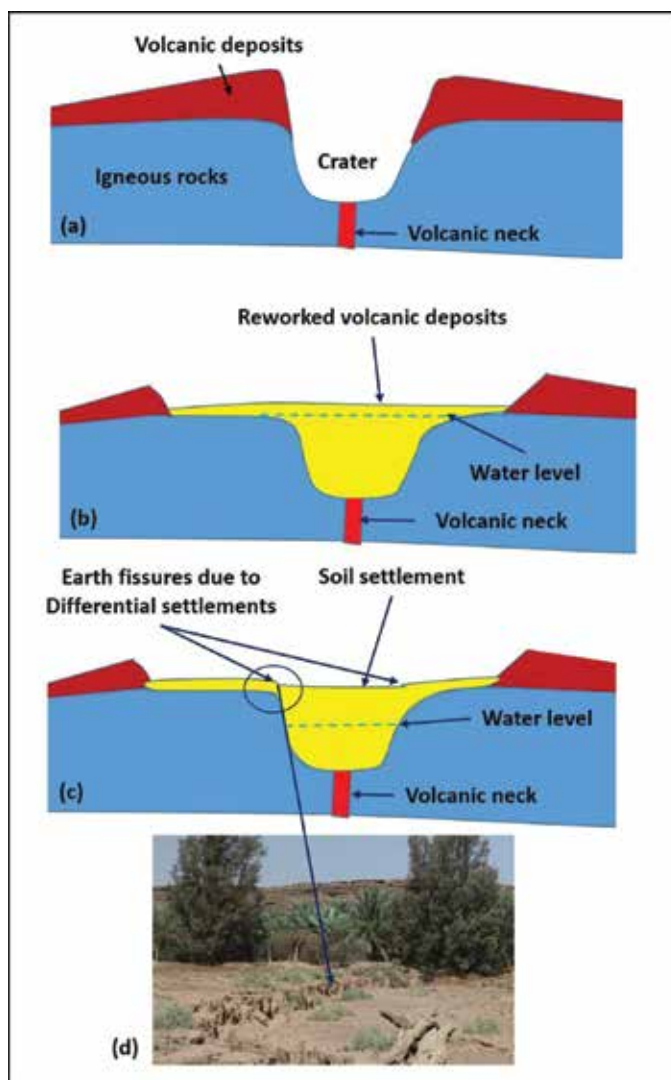 Volcanic deposits
Crater
Igneous rocks
(a)
Volcanic neck
Reworked volcanic deposits
Water level
(b)
Volcanic neck
Earth fissures due to
Differential settlements
Soil settlement
Water level
(c)
Volcanic neck
(d)